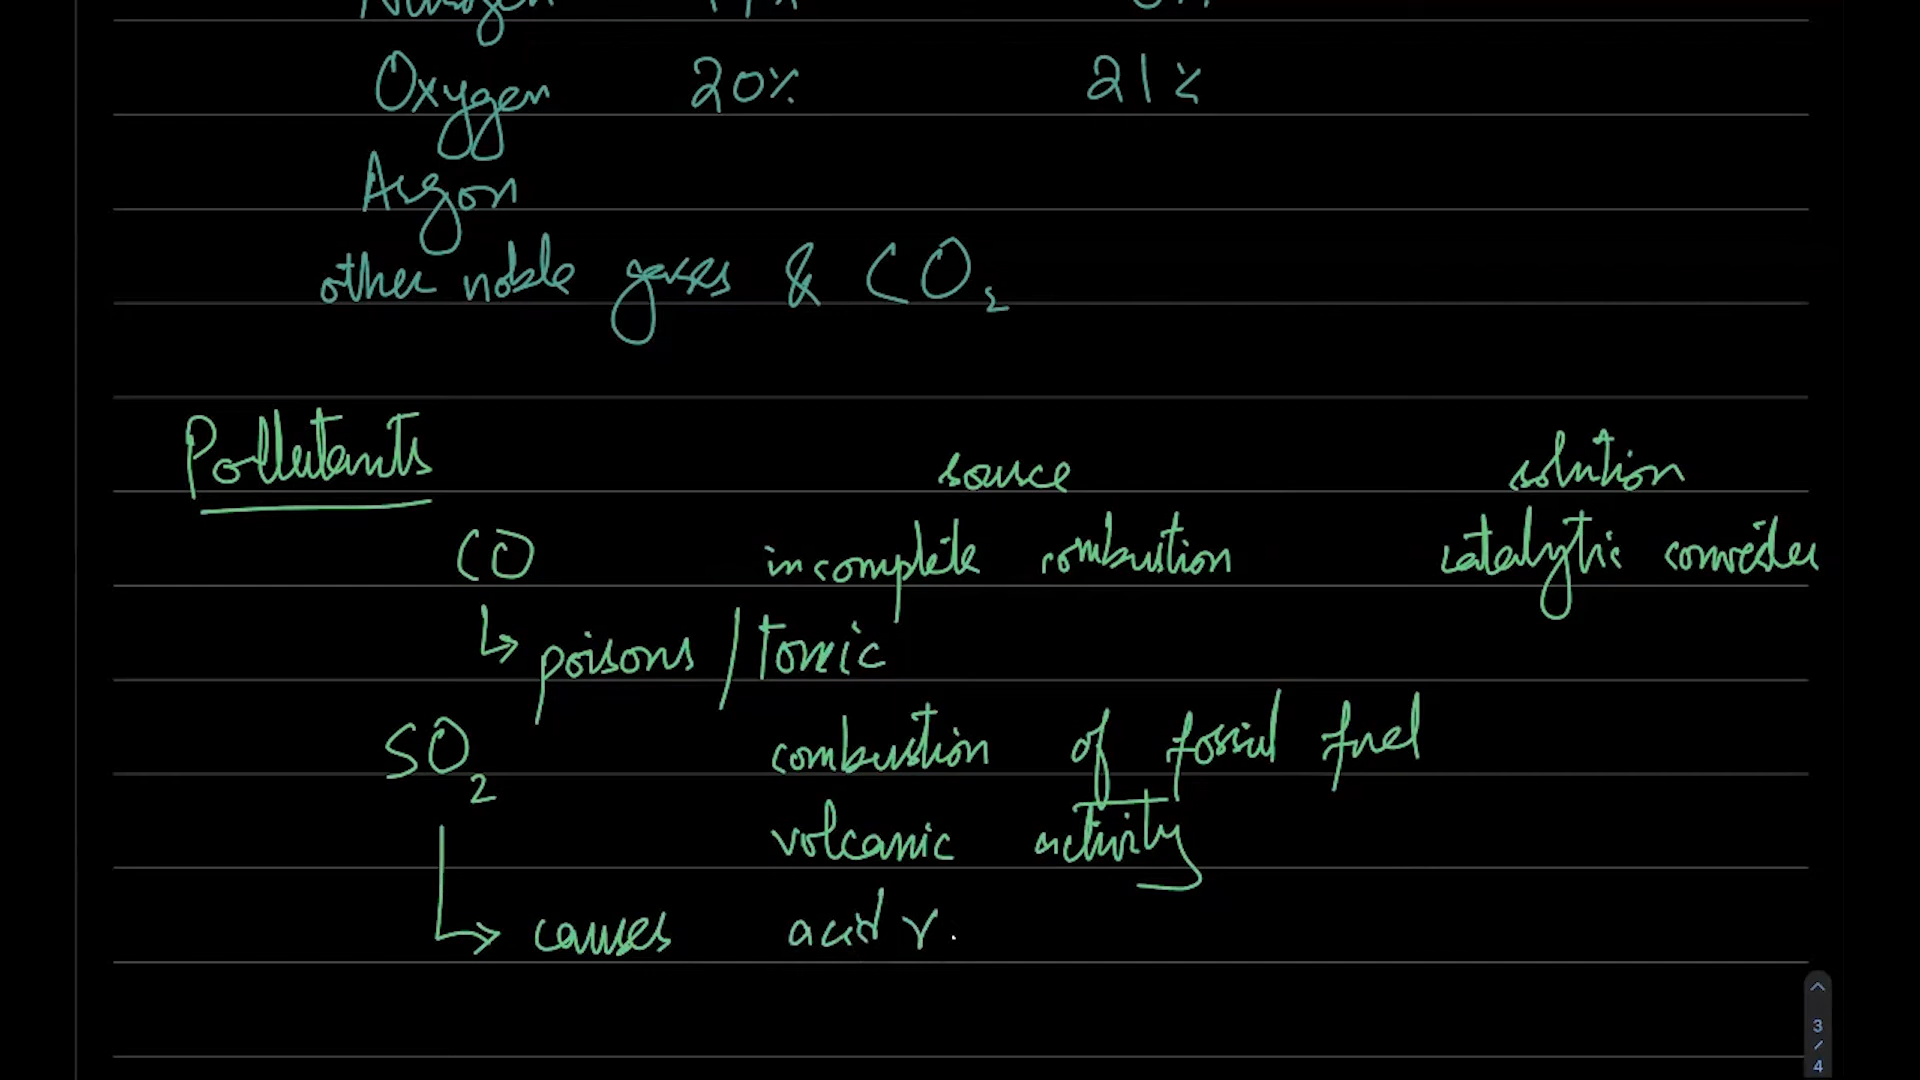 Oxygen 20% 21%
Argon
other noble gases & CO2
Pollutants source solution
CO incomplete combustion catalytic converter
↳ poisons / Toxic
SO2 combustion of fossil fuel
volcanic activity
↳ causes acid r.
3
/
4